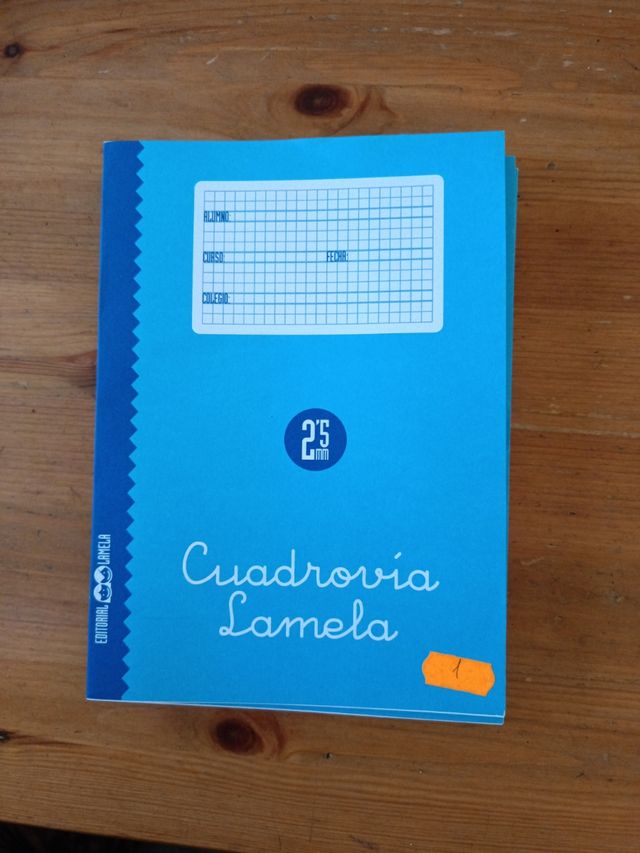 ALUMNO:
CURSO: FECHA:
COLEGIO:
2'5
mm
Cuadrovía
Lamela
EDITORIAL LAMELA
1